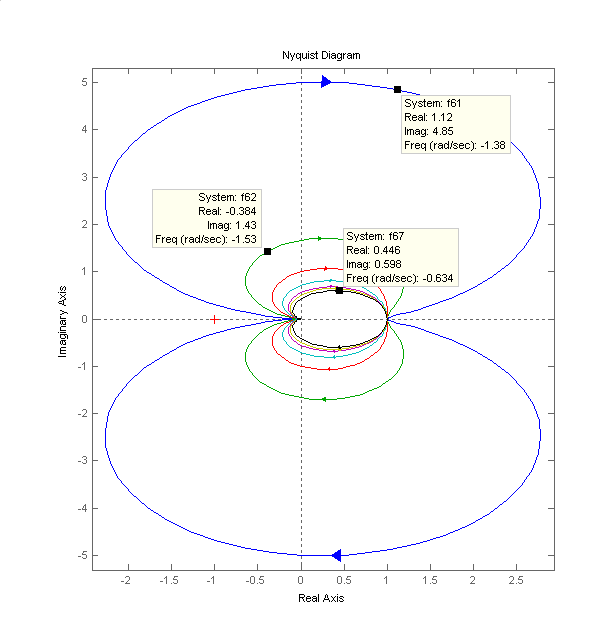 Nyquist Diagram
System: f61
Real: 1.12
Imag: 4.85
Freq (rad/sec): -1.38
System: f62
Real: -0.384
Imag: 1.43
Freq (rad/sec): -1.53
System: f67
Real: 0.446
Imag: 0.598
Freq (rad/sec): -0.634
Imaginary Axis
5
4
3
2
1
0
-1
-2
-3
-4
-5
-2 -1.5 -1 -0.5 0 0.5 1 1.5 2 2.5
Real Axis